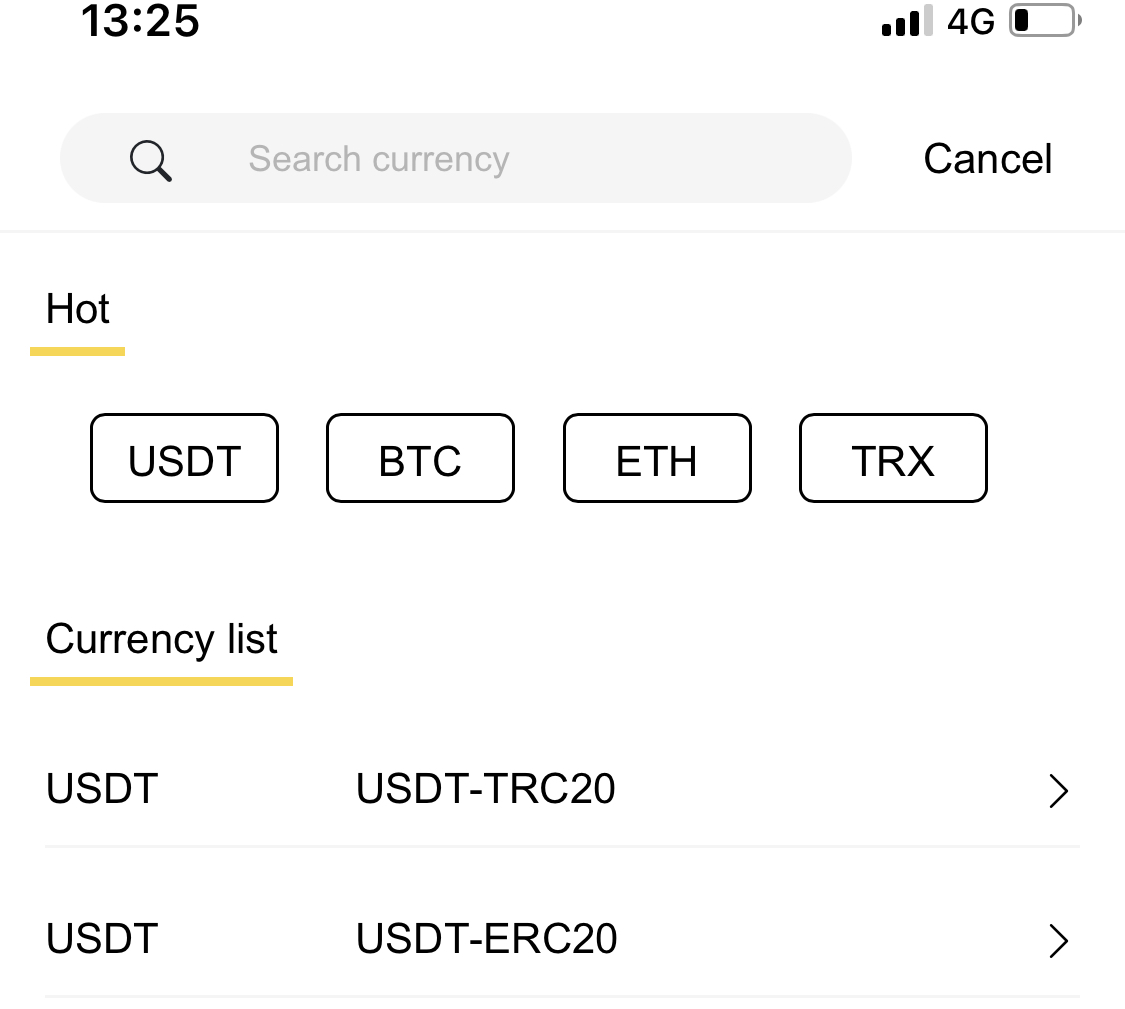 13:25 4G
Search currency Cancel
Hot
USDT BTC ETH TRX
Currency list
USDT USDT-TRC20
USDT USDT-ERC20